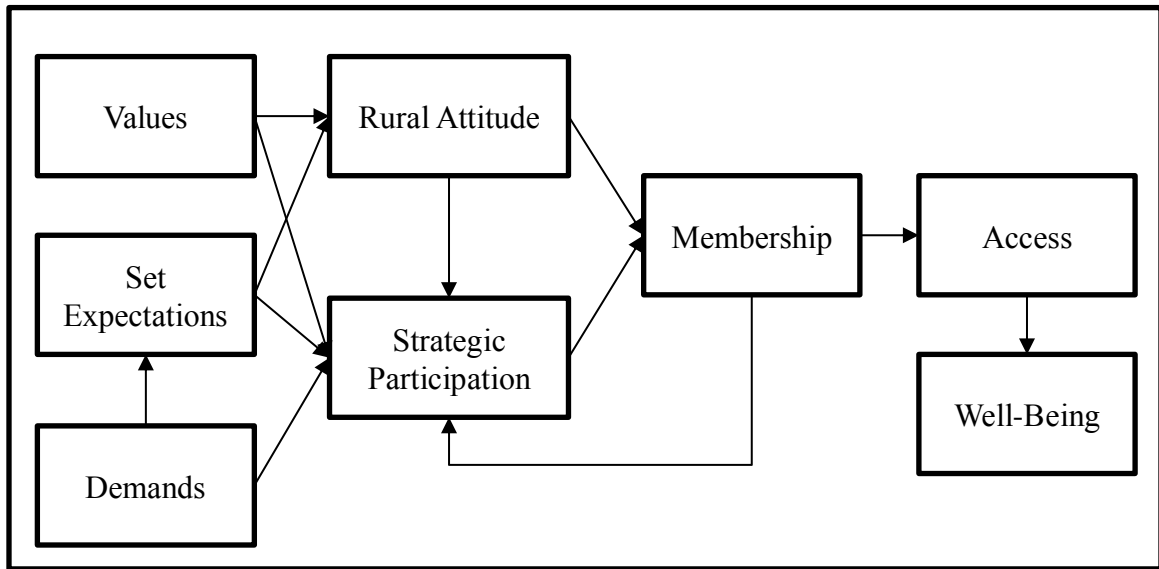 Values
Rural Attitude
Set
Expectations
Strategic
Participation
Demands
Membership
Access
Well-Being